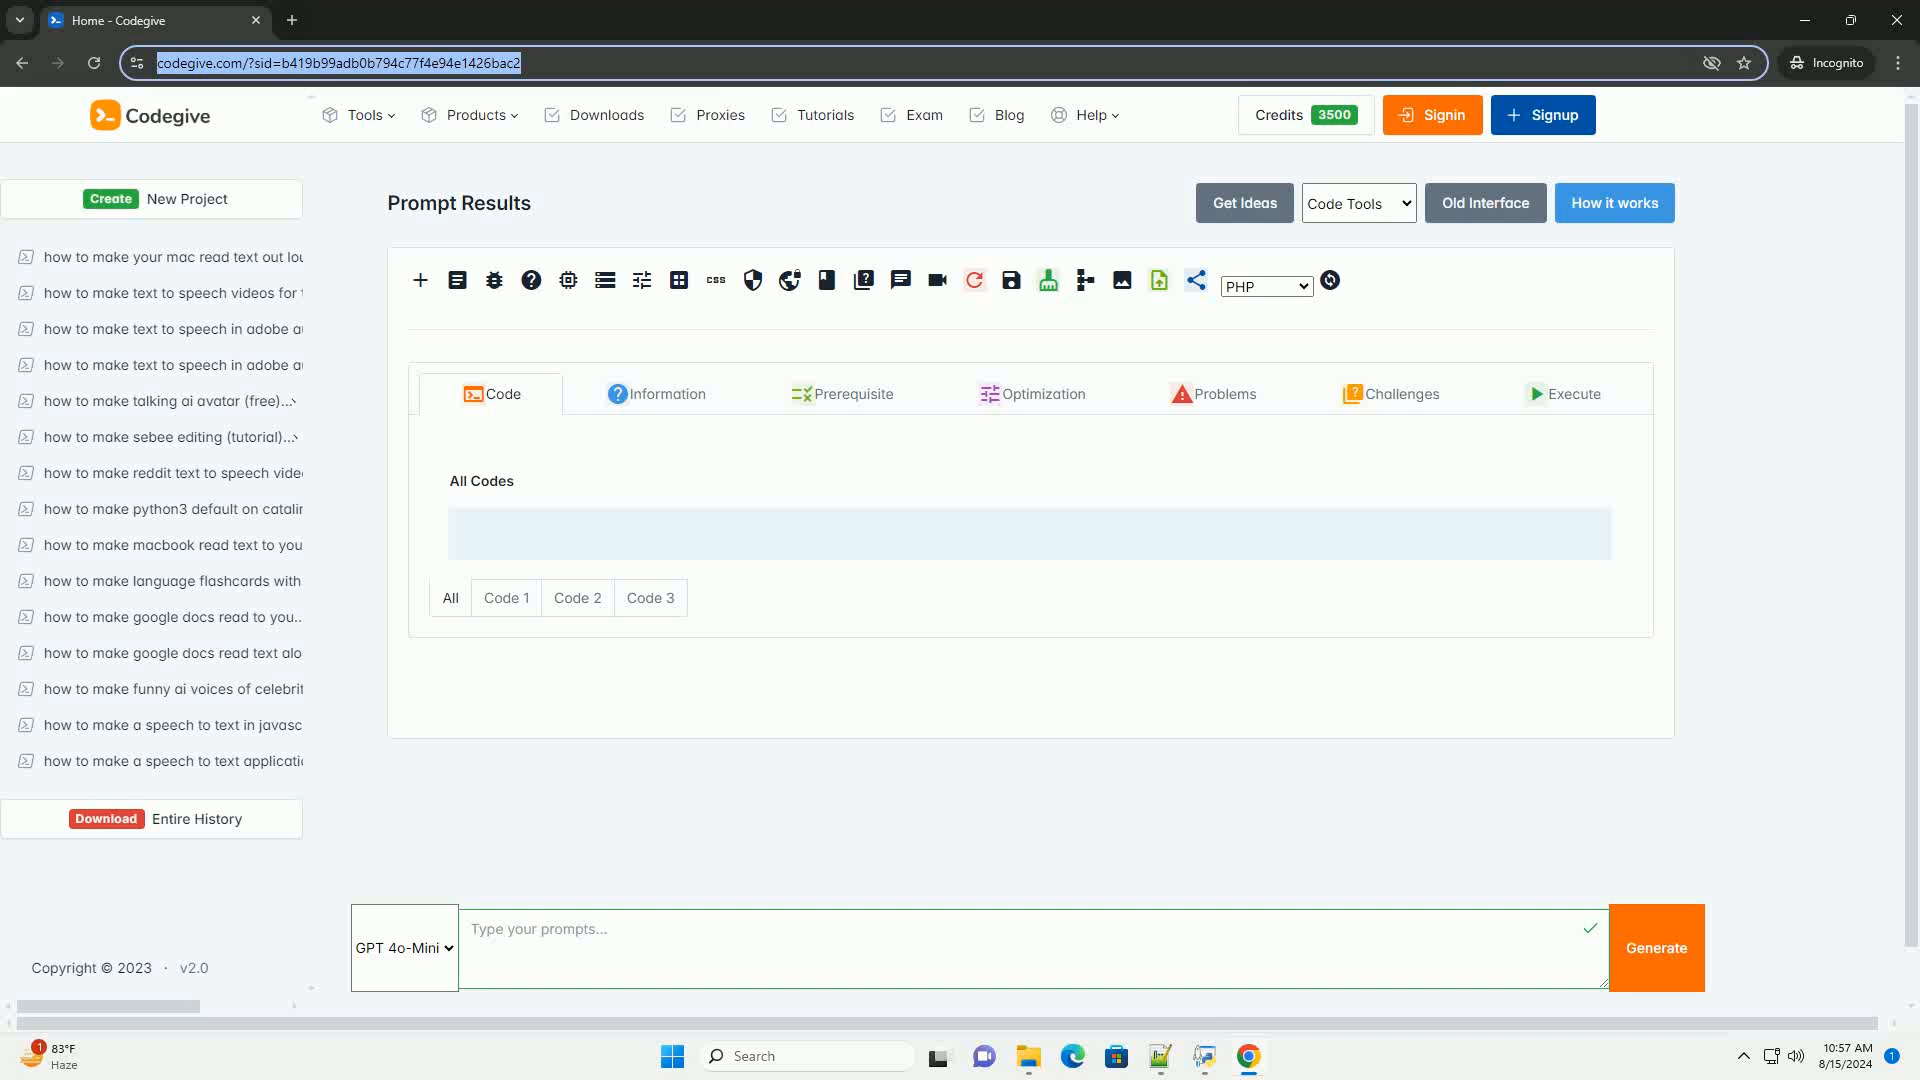 Home - Codegive
codegive.com/?sid=b419b99adb0b794c77f4e94e1426bac2
Incognito
Codegive
Tools
Products
Downloads
Proxies
Tutorials
Exam
Blog
Help
Credits 3500
Signin
Signup
Create New Project
how to make your mac read text out lou
how to make text to speech videos for
how to make text to speech in adobe a
how to make text to speech in adobe a
how to make talking ai avatar (free)...
how to make sebee editing (tutorial)...
how to make reddit text to speech vide
how to make python3 default on catalin
how to make macbook read text to you
how to make language flashcards with
how to make google docs read to you..
how to make google docs read text alo
how to make funny ai voices of celebrit
how to make a speech to text in javasc
how to make a speech to text applicati
Download Entire History
Copyright © 2023 · v2.0
Prompt Results
Get Ideas
Code Tools
Old Interface
How it works
css
PHP
Code
Information
Prerequisite
Optimization
Problems
Challenges
Execute
All Codes
All
Code 1
Code 2
Code 3
GPT 4o-Mini
Type your prompts...
Generate
1
83°F
Haze
Search
10:57 AM
8/15/2024
1